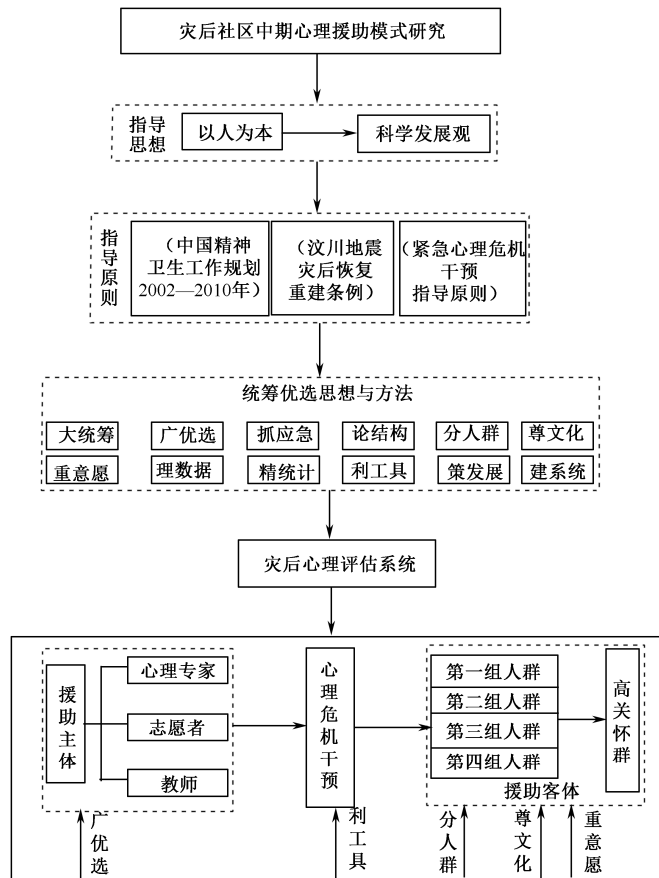 灾后社区中期心理援助模式研究
指导
思想
以人为本
科学发展观
指导原则
（中国精神
卫生工作规划
2002—2010年）
（汶川地震
灾后恢复
重建条例）
（紧急心理危机
干预
指导原则）
统筹优选思想与方法
大统筹 广优选 抓应急 论结构 分人群 尊文化
重意愿 理数据 精统计 利工具 策发展 建系统
灾后心理评估系统
援助主体
心理专家
志愿者
教师
心理危机干预
第一组人群
第二组人群
第三组人群
第四组人群
高关怀群
援助客体
广优选
利工具
分人群
尊文化
重意愿